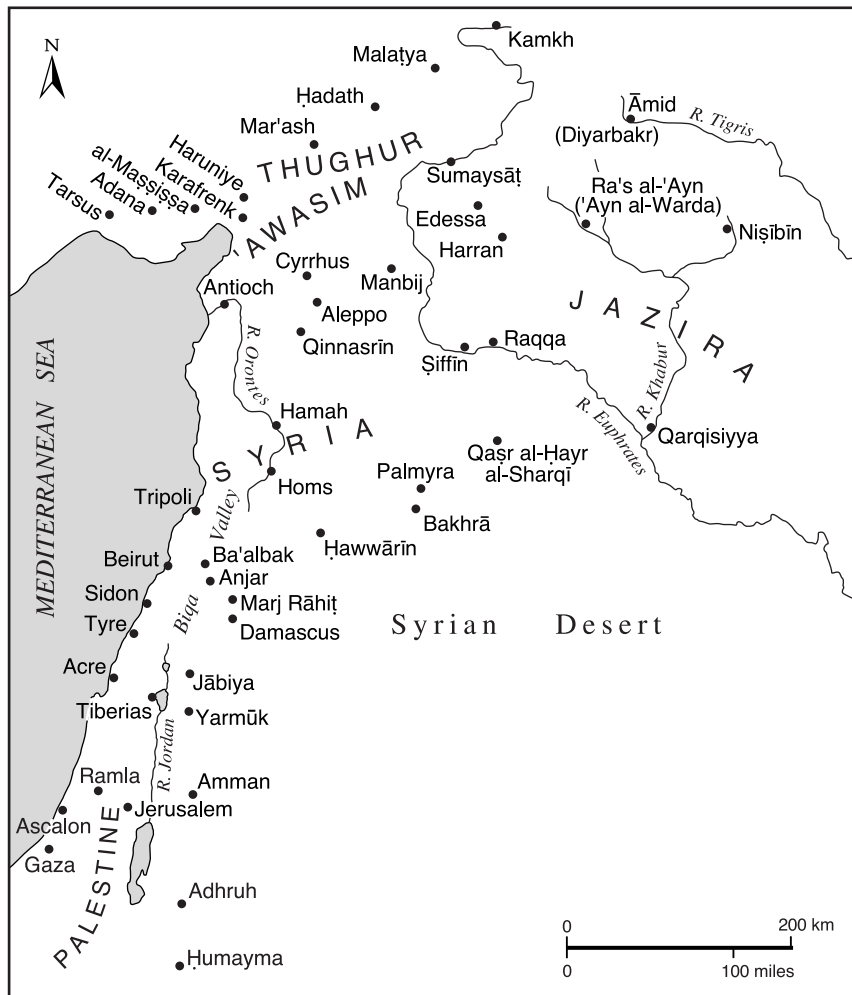 N
Kamkh
Malaṭya
Ḥadath
Āmid
(Diyarbakr)
R. Tigris
Mar'ash
THUGHUR
Haruniye
al-Maṣṣiṣṣa
Karafrenk
Adana
Tarsus
'AWASIM
Sumaysāṭ
Ra's al-'Ayn
('Ayn al-Warda)
Edessa
Harran
Niṣībīn
Cyrrhus
Manbij
Antioch
Aleppo
JAZIRA
Qinnasrīn
R. Orontes
Ṣiffīn
Raqqa
R. Khabur
R. Euphrates
MEDITERRANEAN SEA
Hamah
SYRIA
Qarqisiyya
Qaṣr al-Ḥayr
al-Sharqī
Homs
Palmyra
Tripoli
Bakhrā
Biqa Valley
Ḥawwārīn
Beirut
Ba'albak
Anjar
Sidon
Marj Rāhiṭ
Tyre
Damascus
Syrian Desert
Acre
Jābiya
Tiberias
Yarmūk
R. Jordan
Ramla
Amman
Jerusalem
Ascalon
Gaza
PALESTINE
Adhruh
Ḥumayma
0 200 km
0 100 miles